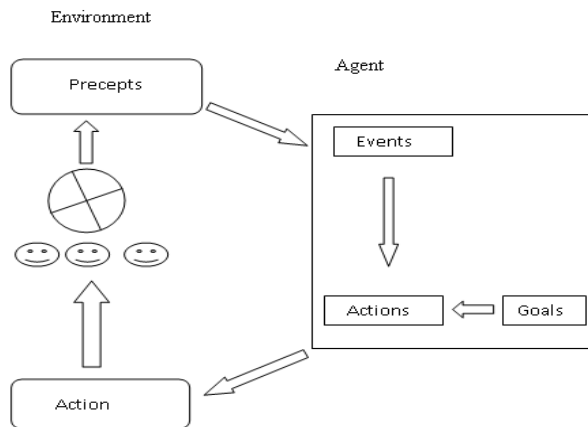 Environment
Agent
Precepts
Events
Actions
Goals
Action